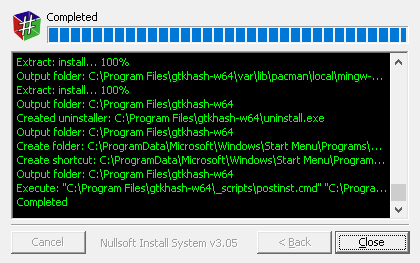 Completed
Extract: install... 100%
Output folder: C:\Program Files\gtkhash-w64\var\lib\pacman\local\mingw-...
Extract: install... 100%
Output folder: C:\Program Files\gtkhash-w64
Created uninstaller: C:\Program Files\gtkhash-w64\uninstall.exe
Output folder: C:\Program Files\gtkhash-w64
Create folder: C:\ProgramData\Microsoft\Windows\Start Menu\Programs\...
Create shortcut: C:\ProgramData\Microsoft\Windows\Start Menu\Program...
Output folder: C:\Program Files\gtkhash-w64
Execute: "C:\Program Files\gtkhash-w64\_scripts\postinst.cmd" "C:\Progra...
Completed
Cancel Nullsoft Install System v3.05 < Back Close